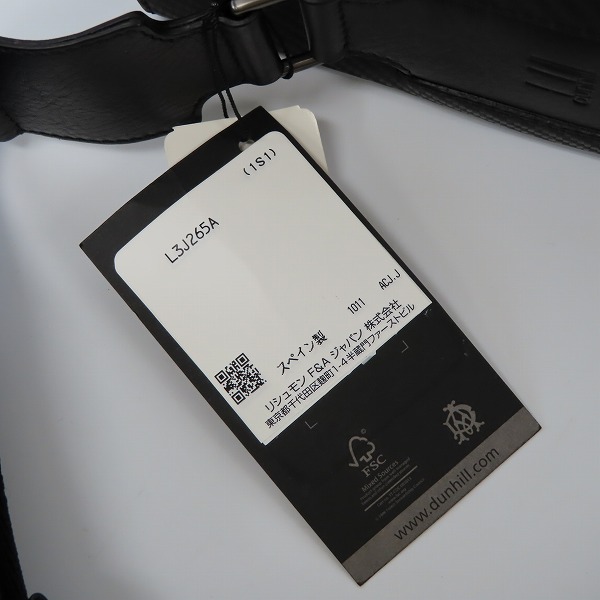 (1S1)
L3J265A
1011 ACJ.J
スペイン製
リシュモン F&A ジャパン 株式会社
東京都千代田区麹町1-4半蔵門ファーストビル
FSC
Mixed Sources
www.dunhill.com